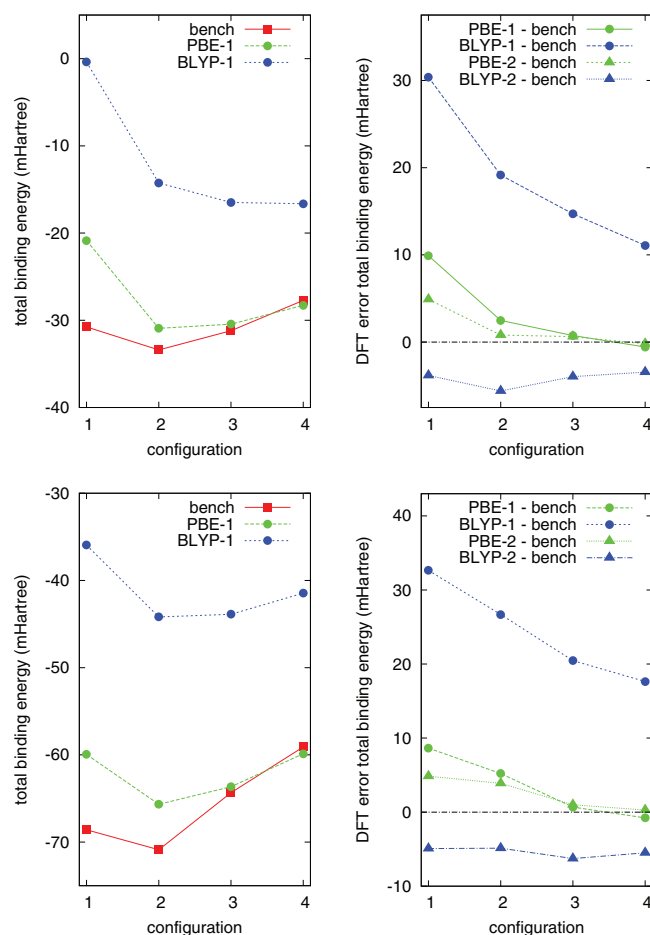 total binding energy (mHartree)
0
-10
-20
-30
-40
bench
PBE-1
BLYP-1
1 2 3 4
configuration
DFT error total binding energy (mHartree)
30
20
10
0
PBE-1 - bench
BLYP-1 - bench
PBE-2 - bench
BLYP-2 - bench
1 2 3 4
configuration
total binding energy (mHartree)
-30
-40
-50
-60
-70
bench
PBE-1
BLYP-1
1 2 3 4
configuration
DFT error total binding energy (mHartree)
40
30
20
10
0
-10
PBE-1 - bench
BLYP-1 - bench
PBE-2 - bench
BLYP-2 - bench
1 2 3 4
configuration